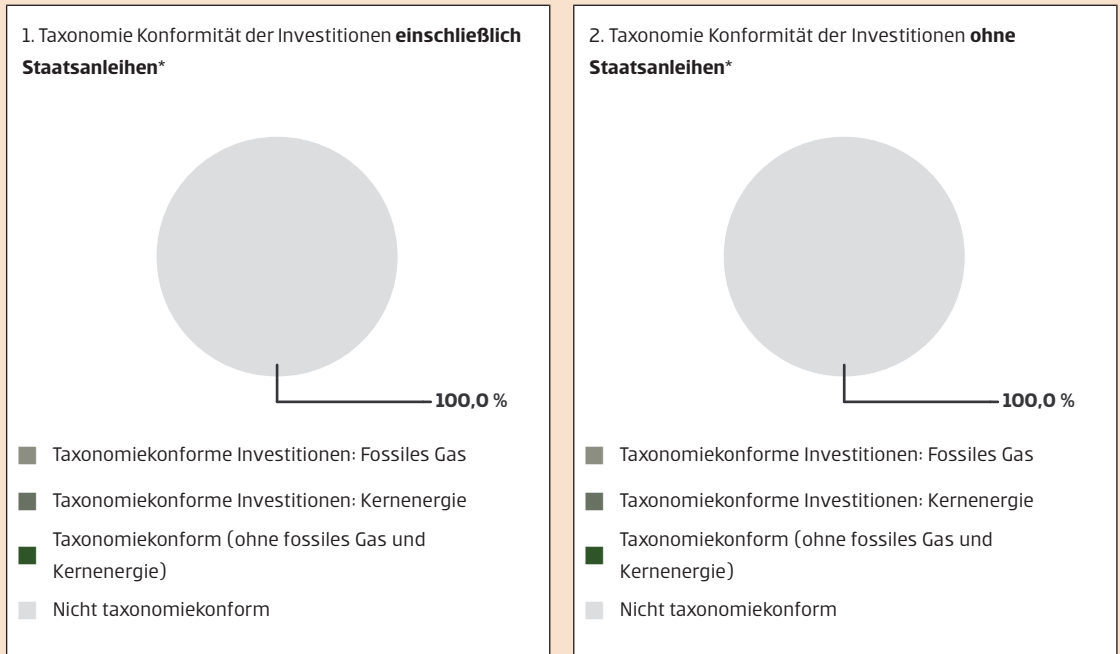 1. Taxonomie Konformität der Investitionen einschließlich
Staatsanleihen*
100,0 %
Taxonomiekonforme Investitionen: Fossiles Gas
Taxonomiekonforme Investitionen: Kernenergie
Taxonomiekonform (ohne fossiles Gas und
Kernenergie)
Nicht taxonomiekonform
2. Taxonomie Konformität der Investitionen ohne
Staatsanleihen*
100,0 %
Taxonomiekonforme Investitionen: Fossiles Gas
Taxonomiekonforme Investitionen: Kernenergie
Taxonomiekonform (ohne fossiles Gas und
Kernenergie)
Nicht taxonomiekonform